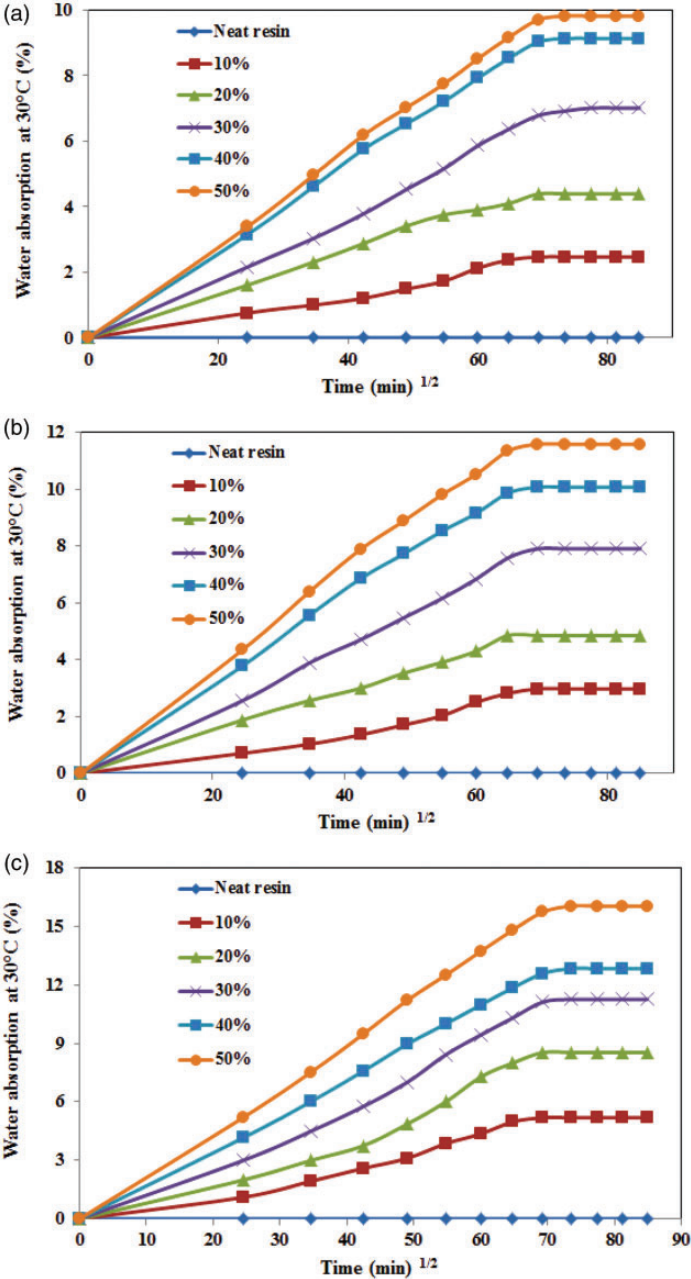 (a)
Water absorption at 30°C (%)
10
8
6
4
2
0
Neat resin
10%
20%
30%
40%
50%
0 20 40 60 80
Time (min) 1/2
(b)
Water absorption at 30°C (%)
12
10
8
6
4
2
0
Neat resin
10%
20%
30%
40%
50%
0 20 40 60 80
Time (min) 1/2
(c)
Water absorption at 30°C (%)
18
15
12
9
6
3
0
Neat resin
10%
20%
30%
40%
50%
0 10 20 30 40 50 60 70 80 90
Time (min) 1/2